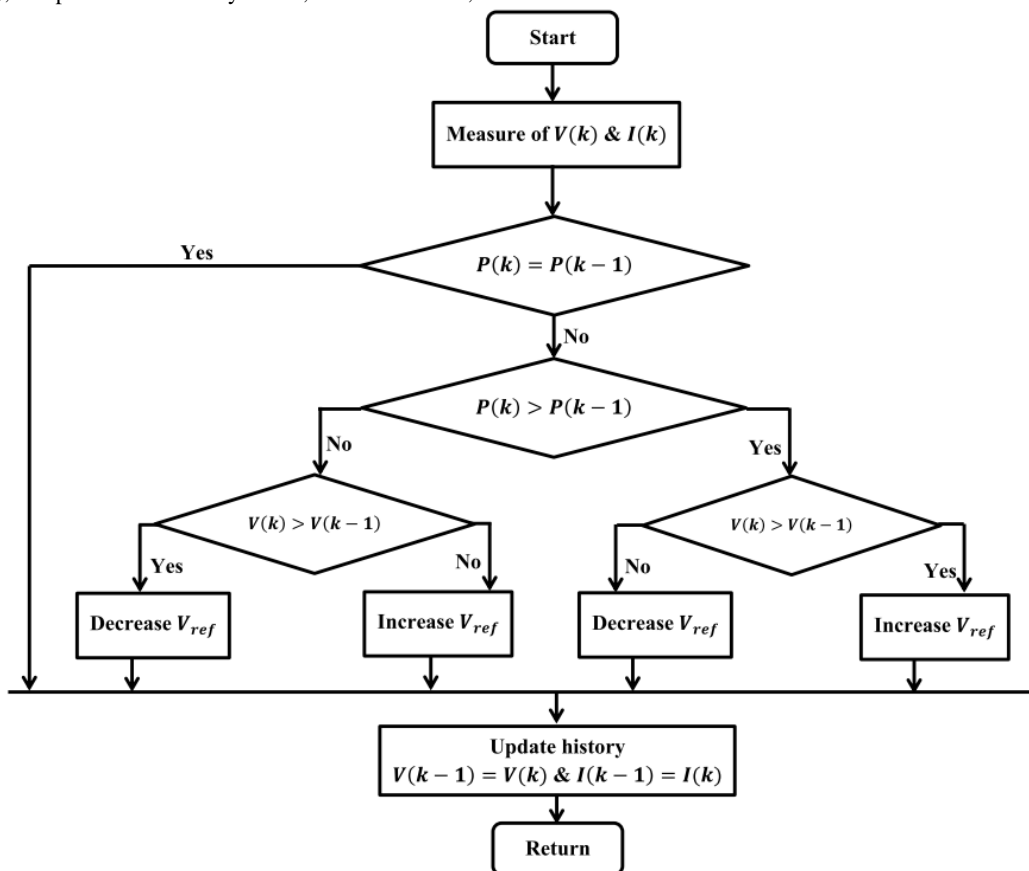 Start
Measure of V(k) & I(k)
Yes
P(k) = P(k − 1)
No
P(k) > P(k − 1)
No
Yes
V(k) > V(k − 1)
V(k) > V(k − 1)
Yes
No
No
Yes
Decrease V_ref
Increase V_ref
Decrease V_ref
Increase V_ref
Update history
V(k − 1) = V(k) & I(k − 1) = I(k)
Return